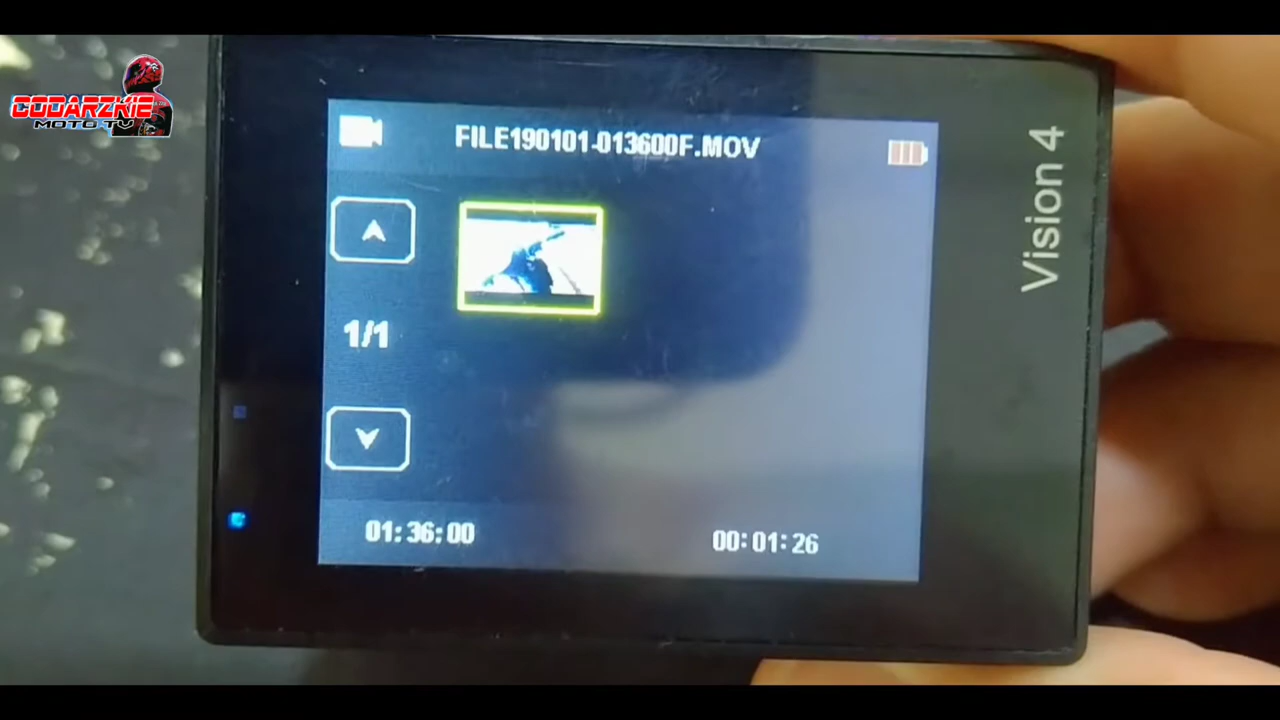 CODARZKIE
MOTO TV
FILE190101-013600F.MOV
1/1
01:36:00
00:01:26
Vision 4